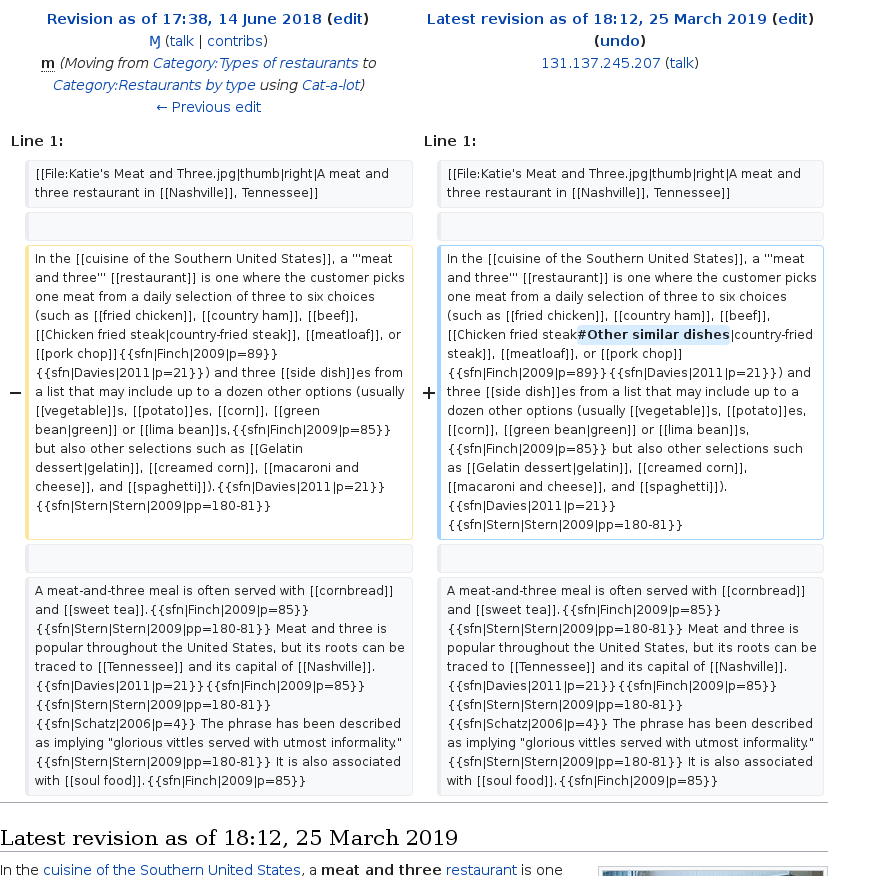 Revision as of 17:38, 14 June 2018 (edit)
Ɱ (talk | contribs)
m (Moving from Category:Types of restaurants to
Category:Restaurants by type using Cat-a-lot)
← Previous edit
Latest revision as of 18:12, 25 March 2019 (edit)
(undo)
131.137.245.207 (talk)
Line 1:
[[File:Katie's Meat and Three.jpg|thumb|right|A meat and
three restaurant in [[Nashville]], Tennessee]]
−
In the [[cuisine of the Southern United States]], a '''meat
and three''' [[restaurant]] is one where the customer picks
one meat from a daily selection of three to six choices
(such as [[fried chicken]], [[country ham]], [[beef]],
[[Chicken fried steak|country-fried steak]], [[meatloaf]], or
[[pork chop]]{{sfn|Finch|2009|p=89}}
{{sfn|Davies|2011|p=21}}) and three [[side dish]]es from
a list that may include up to a dozen other options (usually
[[vegetable]]s, [[potato]]es, [[corn]], [[green
bean|green]] or [[lima bean]]s,{{sfn|Finch|2009|p=85}}
but also other selections such as [[Gelatin
dessert|gelatin]], [[creamed corn]], [[macaroni and
cheese]], and [[spaghetti]]).{{sfn|Davies|2011|p=21}}
{{sfn|Stern|Stern|2009|pp=180-81}}
A meat-and-three meal is often served with [[cornbread]]
and [[sweet tea]].{{sfn|Finch|2009|p=85}}
{{sfn|Stern|Stern|2009|pp=180-81}} Meat and three is
popular throughout the United States, but its roots can be
traced to [[Tennessee]] and its capital of [[Nashville]].
{{sfn|Davies|2011|p=21}}{{sfn|Finch|2009|p=85}}
{{sfn|Stern|Stern|2009|pp=180-81}}
{{sfn|Schatz|2006|p=4}} The phrase has been described
as implying "glorious vittles served with utmost informality."
{{sfn|Stern|Stern|2009|pp=180-81}} It is also associated
with [[soul food]].{{sfn|Finch|2009|p=85}}
Line 1:
[[File:Katie's Meat and Three.jpg|thumb|right|A meat and
three restaurant in [[Nashville]], Tennessee]]
+
In the [[cuisine of the Southern United States]], a '''meat
and three''' [[restaurant]] is one where the customer picks
one meat from a daily selection of three to six choices
(such as [[fried chicken]], [[country ham]], [[beef]],
[[Chicken fried steak#Other similar dishes|country-fried
steak]], [[meatloaf]], or [[pork chop]]
{{sfn|Finch|2009|p=89}}{{sfn|Davies|2011|p=21}}) and
three [[side dish]]es from a list that may include up to a
dozen other options (usually [[vegetable]]s, [[potato]]es,
[[corn]], [[green bean|green]] or [[lima bean]]s,
{{sfn|Finch|2009|p=85}} but also other selections such
as [[Gelatin dessert|gelatin]], [[creamed corn]],
[[macaroni and cheese]], and [[spaghetti]]).
{{sfn|Davies|2011|p=21}}
{{sfn|Stern|Stern|2009|pp=180-81}}
A meat-and-three meal is often served with [[cornbread]]
and [[sweet tea]].{{sfn|Finch|2009|p=85}}
{{sfn|Stern|Stern|2009|pp=180-81}} Meat and three is
popular throughout the United States, but its roots can be
traced to [[Tennessee]] and its capital of [[Nashville]].
{{sfn|Davies|2011|p=21}}{{sfn|Finch|2009|p=85}}
{{sfn|Stern|Stern|2009|pp=180-81}}
{{sfn|Schatz|2006|p=4}} The phrase has been described
as implying "glorious vittles served with utmost informality."
{{sfn|Stern|Stern|2009|pp=180-81}} It is also associated
with [[soul food]].{{sfn|Finch|2009|p=85}}
Latest revision as of 18:12, 25 March 2019
In the cuisine of the Southern United States, a meat and three restaurant is one